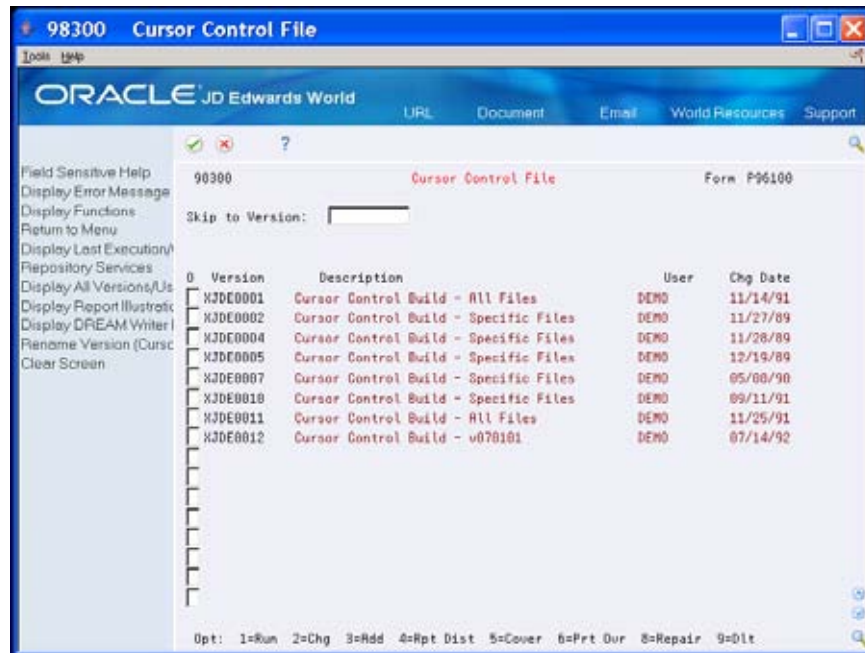 98300 Cursor Control File
Tools Help
ORACLE JD Edwards World
URL Document Email World Resources Support
?
Field Sensitive Help
Display Error Message
Display Functions
Return to Menu
Display Last Execution/
Repository Services
Display All Versions/Us
Display Report Illustratic
Display DREAM Writer
Rename Version (Cursc
Clear Screen
98300 Cursor Control File Form P96100
Skip to Version:
O Version Description User Chg Date
XJDE0001 Cursor Control Build - All Files DEMO 11/14/91
XJDE0002 Cursor Control Build - Specific Files DEMO 11/27/89
XJDE0004 Cursor Control Build - Specific Files DEMO 11/28/89
XJDE0005 Cursor Control Build - Specific Files DEMO 12/19/89
XJDE0007 Cursor Control Build - Specific Files DEMO 05/08/90
XJDE0010 Cursor Control Build - Specific Files DEMO 09/11/91
XJDE0011 Cursor Control Build - All Files DEMO 11/25/91
XJDE0012 Cursor Control Build - DEMO 07/14/92
Opt: 1=Run 2=Chg 3=Add 4=Rpt Dist 5=Cover 6=Prt Ovr 8=Repair 9=Dlt